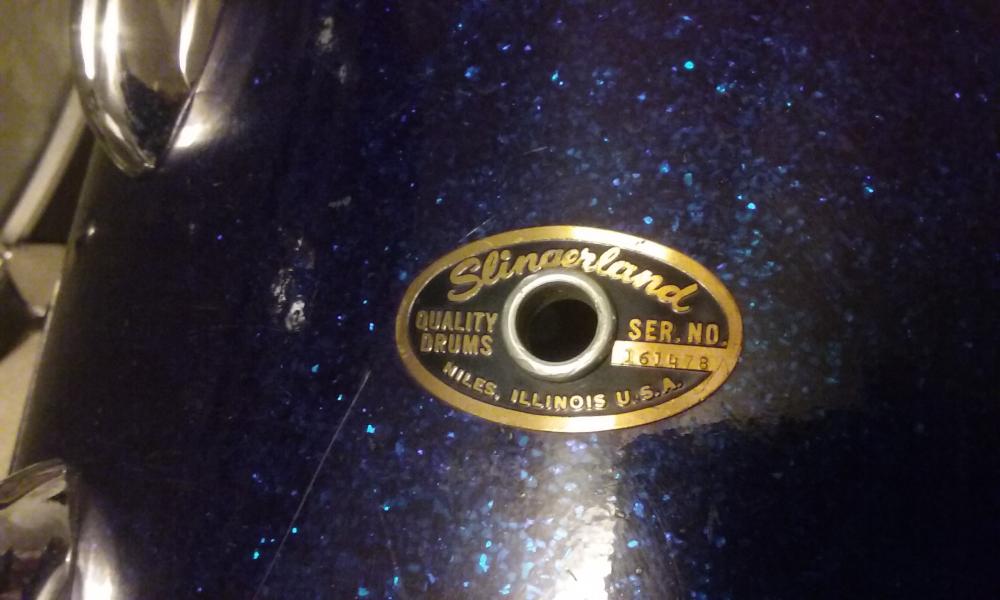 Slingerland
QUALITY
DRUMS
SER. NO.
161478
NILES, ILLINOIS U.S.A.